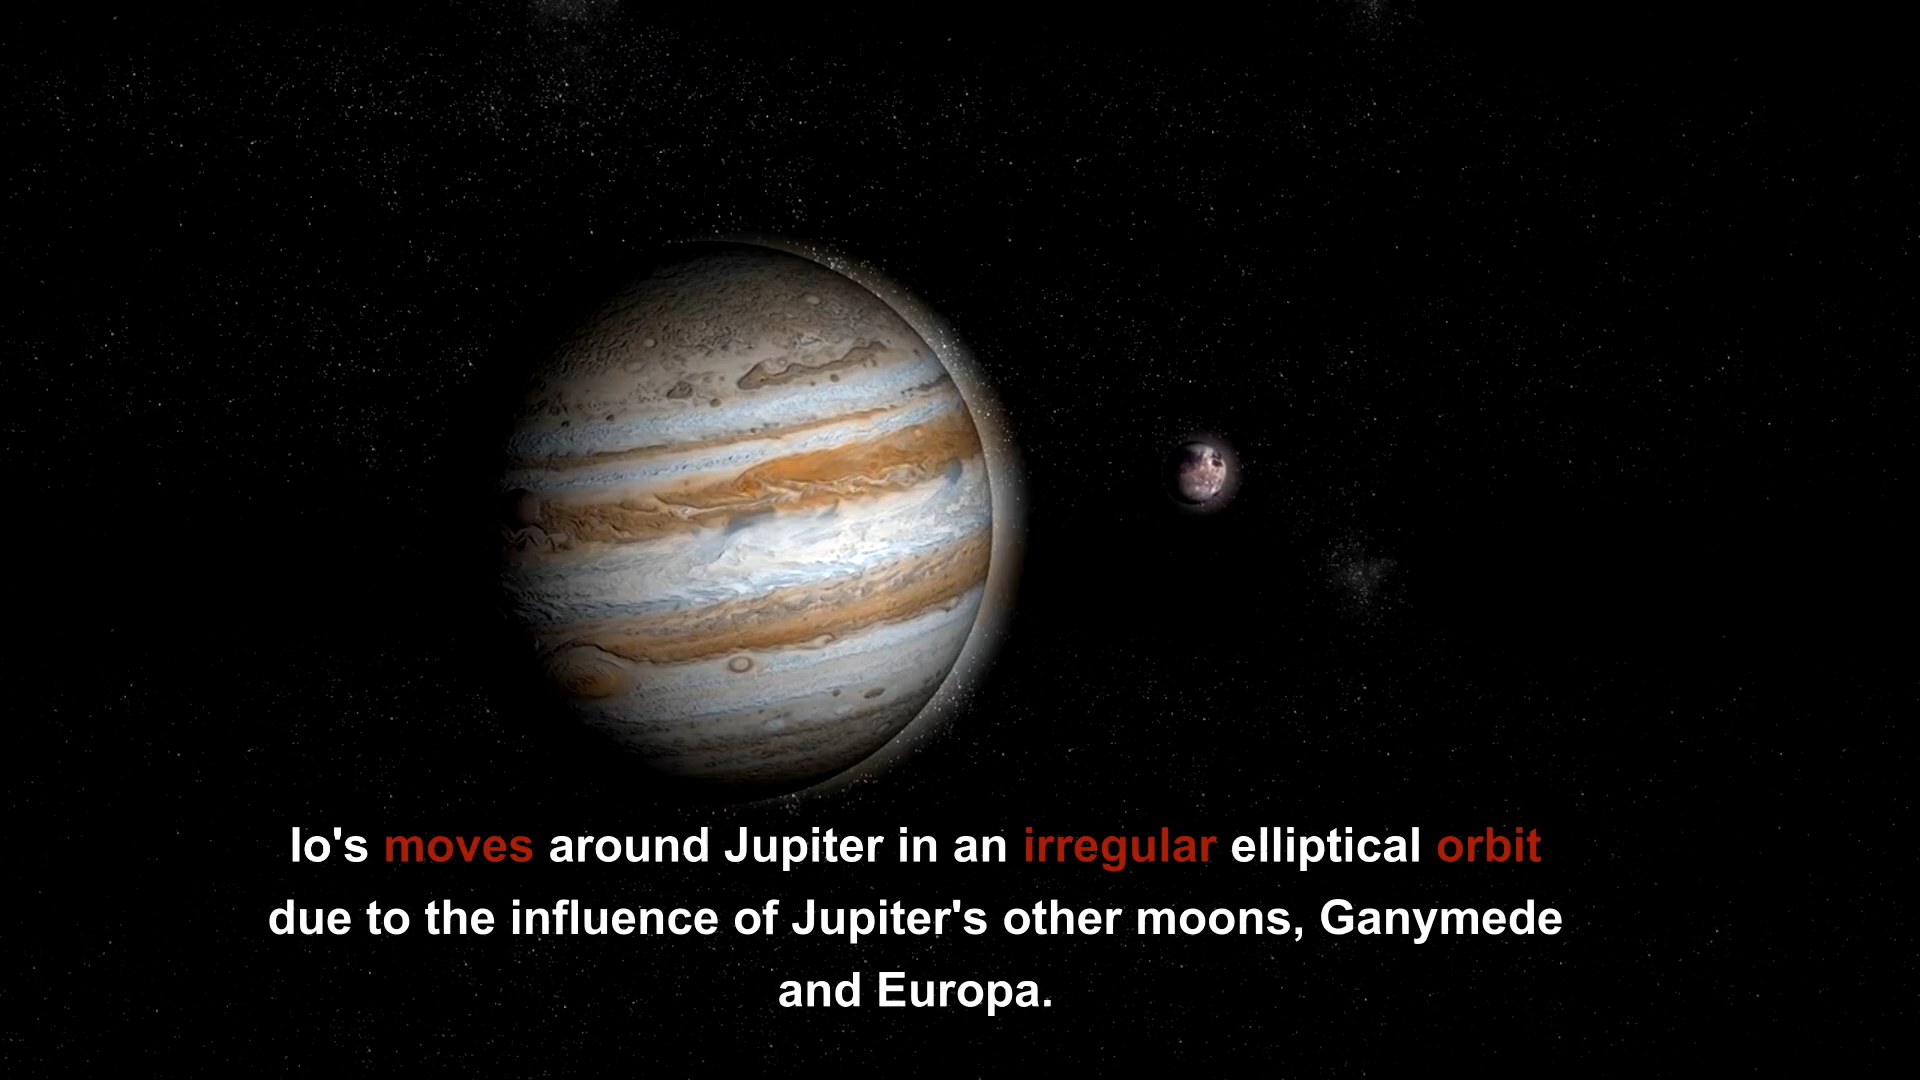 Io's moves around Jupiter in an irregular elliptical orbit
due to the influence of Jupiter's other moons, Ganymede
and Europa.